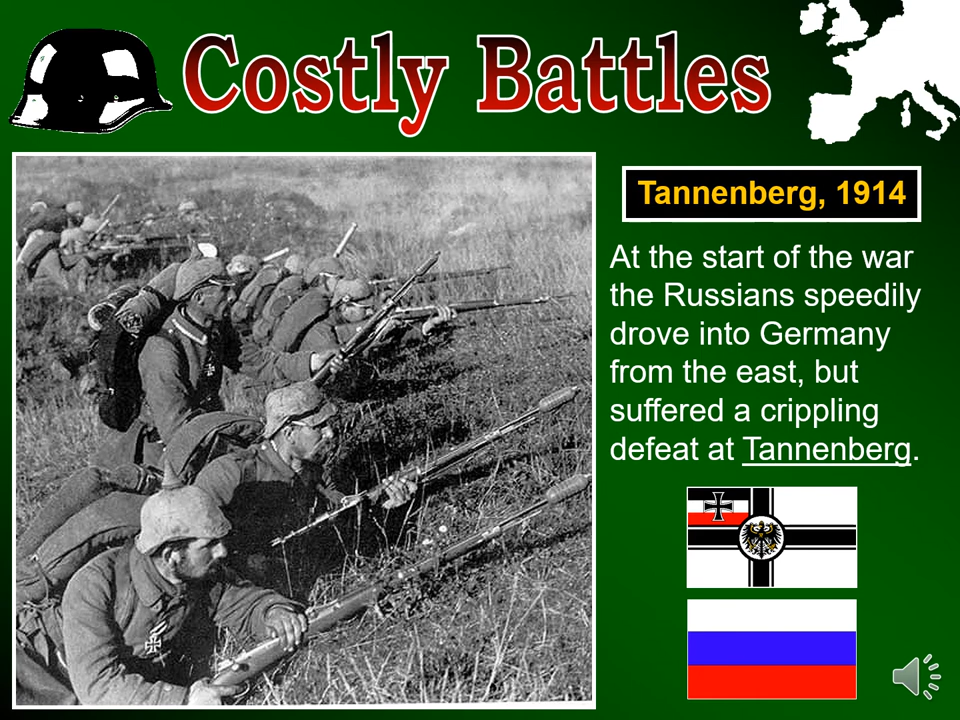 Costly Battles
Tannenberg, 1914
At the start of the war
the Russians speedily
drove into Germany
from the east, but
suffered a crippling
defeat at Tannenberg.